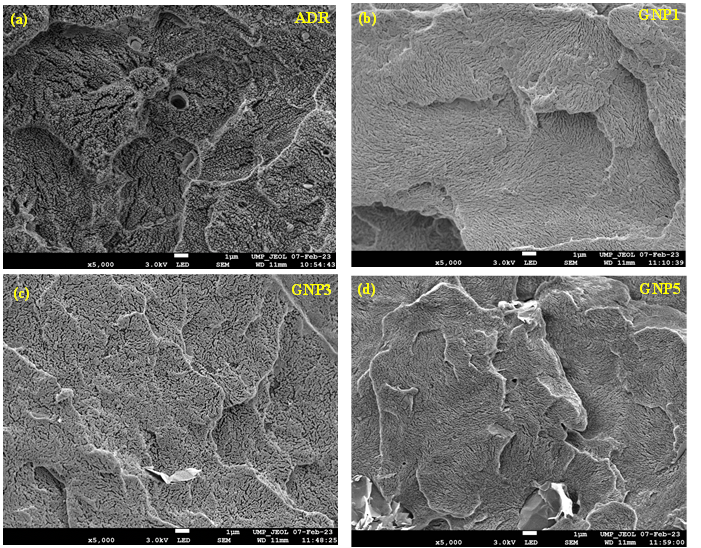 (a) ADR
x5,000 3.0kV LED 1µm UMP_JEOL 07-Feb-23
SEM WD 11mm 10:54:43
(b) GNP1
x5,000 3.0kV LED 1µm UMP_JEOL 07-Feb-23
SEM WD 11mm 11:10:39
(c) GNP3
x5,000 3.0kV LED 1µm UMP_JEOL 07-Feb-23
SEM WD 11mm 11:48:25
(d) GNP5
x5,000 3.0kV LED 1µm UMP_JEOL 07-Feb-23
SEM WD 11mm 11:59:00